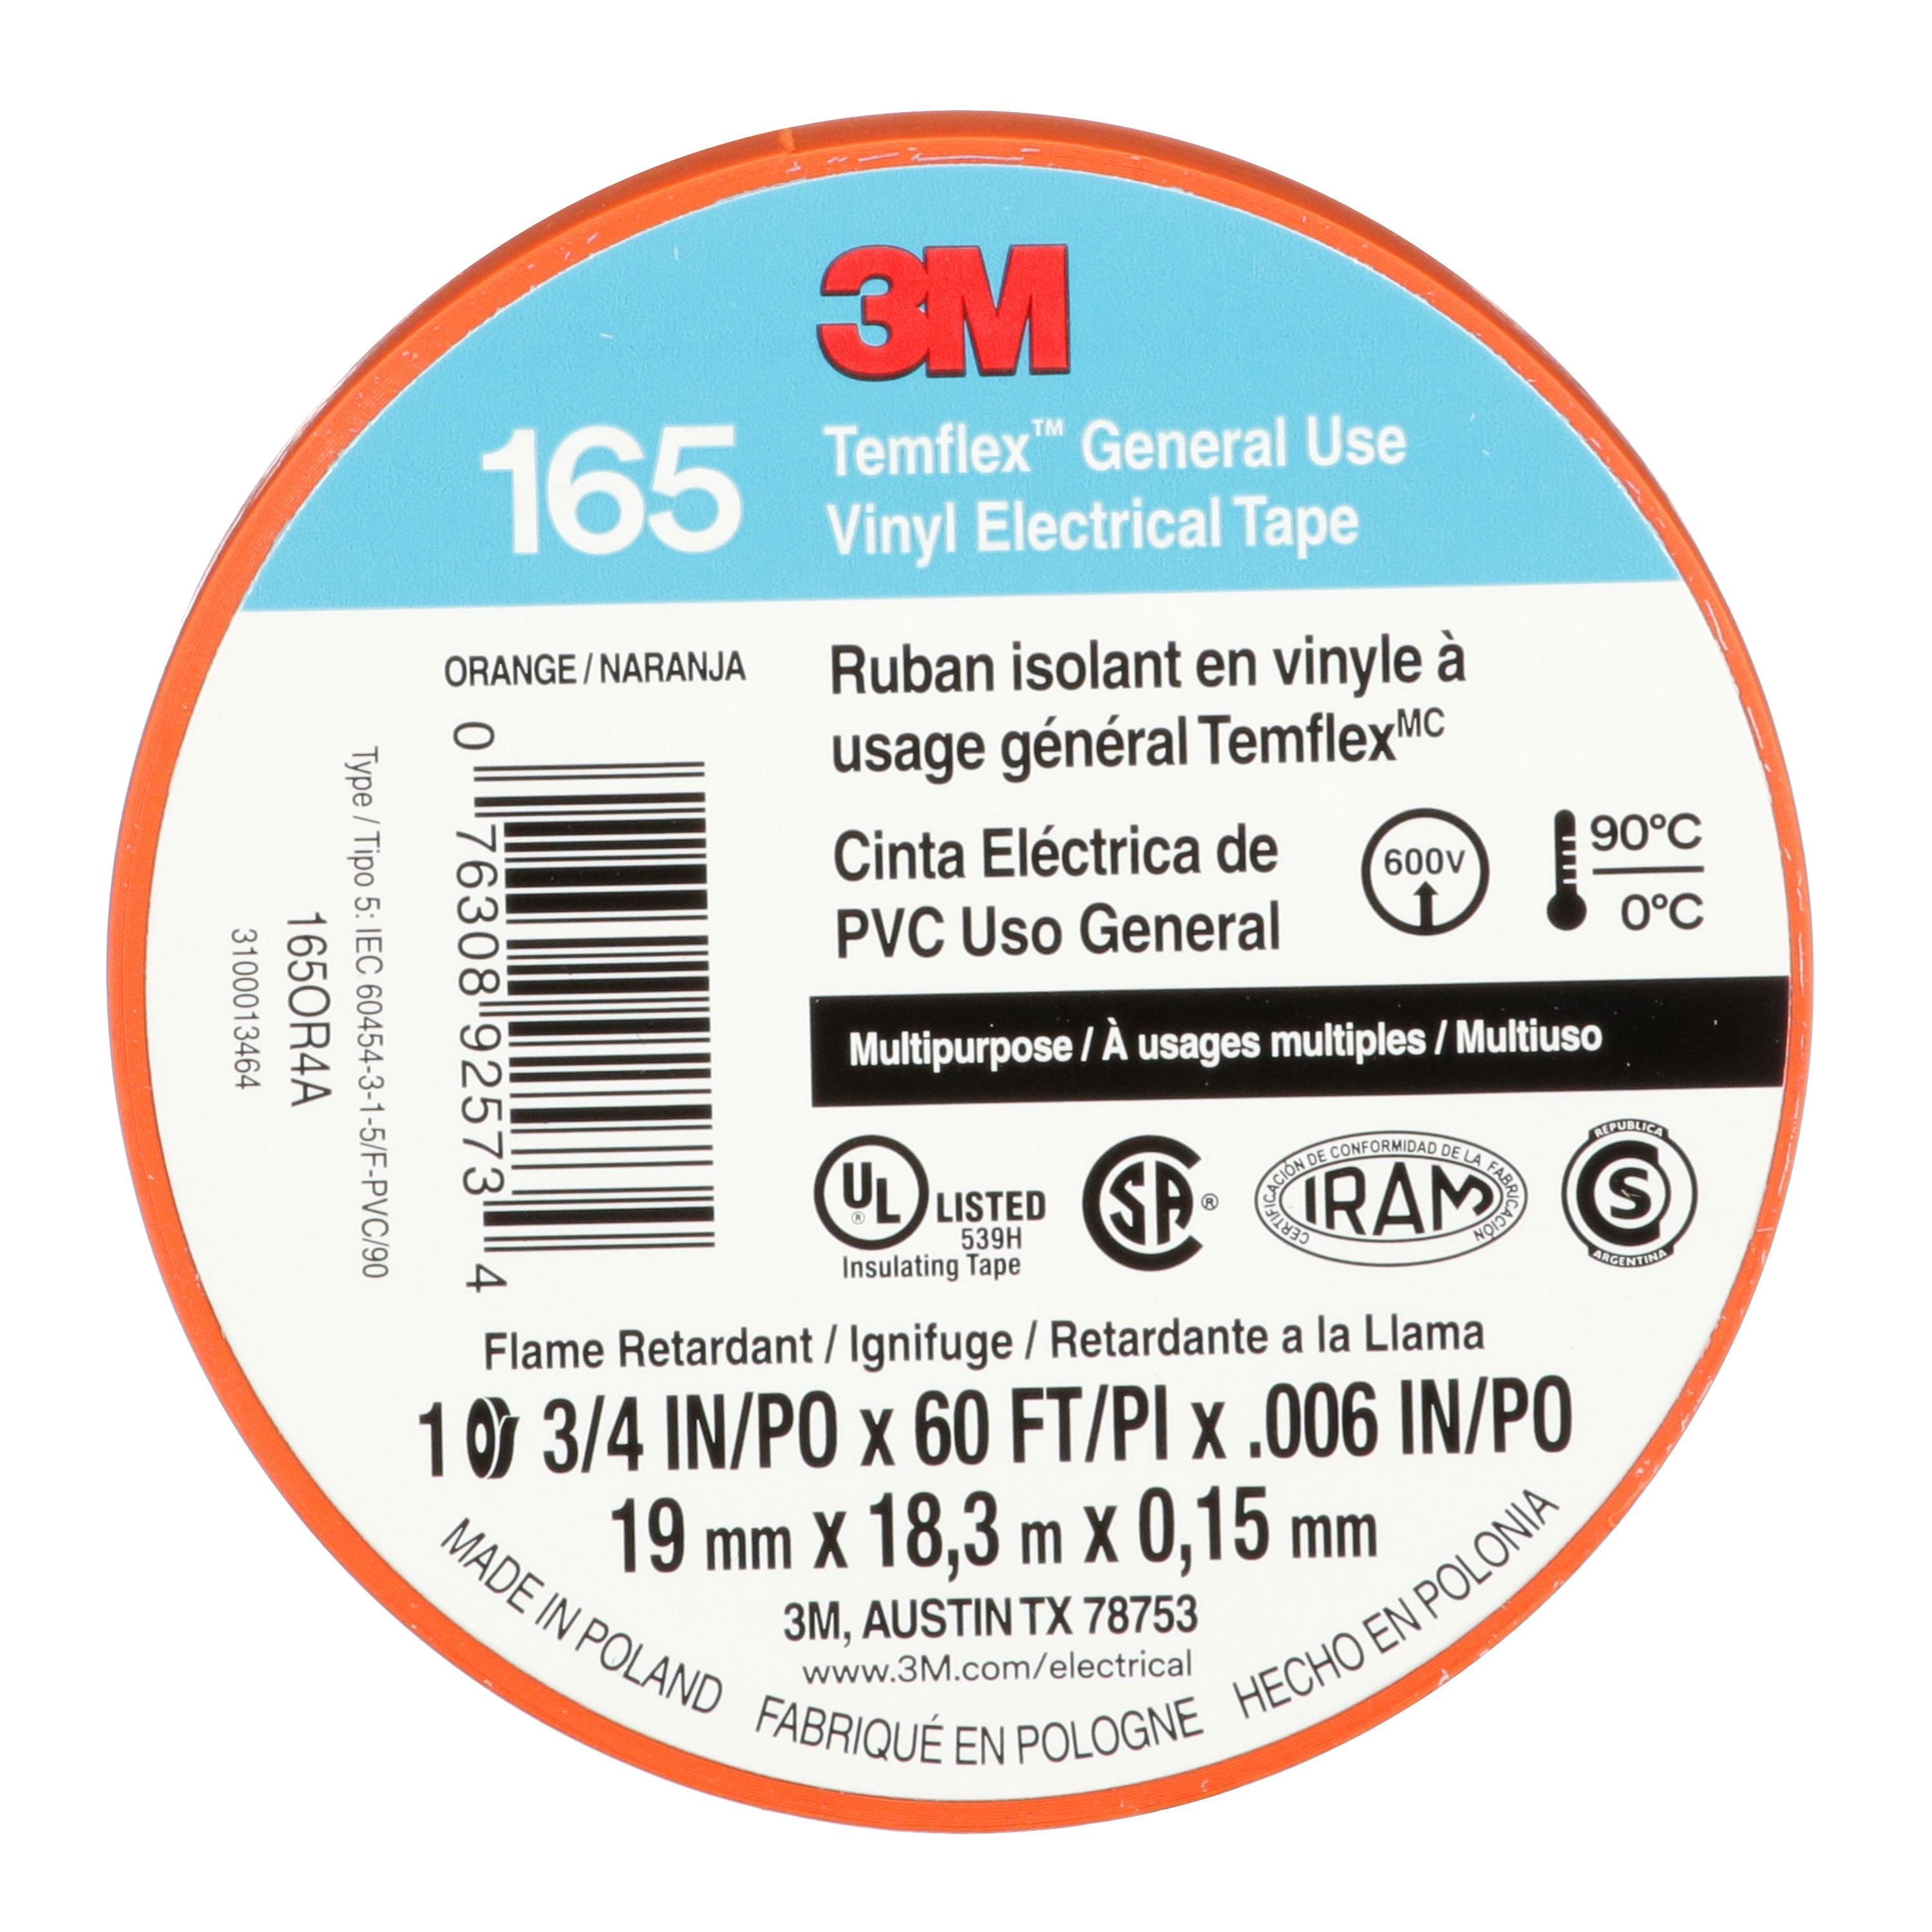 3M
165
Temflex™ General Use
Vinyl Electrical Tape
ORANGE / NARANJA
Ruban isolant en vinyle à
usage général Temflexᴹᶜ
Cinta Eléctrica de
PVC Uso General
600V
90°C
0°C
0 76308 92573 4
Type / Tipo 5: IEC 60454-3-1-5/F-PVC/90
165OR4A
3100013464
Multipurpose / À usages multiples / Multiuso
UL ®
LISTED
539H
Insulating Tape
SA ®
CERTIFICACIÓN DE CONFORMIDAD DE LA FABRICACIÓN
IRAM
REPUBLICA
S
ARGENTINA
Flame Retardant / Ignifuge / Retardante a la Llama
1 3/4 IN/PO x 60 FT/PI x .006 IN/PO
19 mm x 18,3 m x 0,15 mm
3M, AUSTIN TX 78753
www.3M.com/electrical
MADE IN POLAND
FABRIQUÉ EN POLOGNE
HECHO EN POLONIA